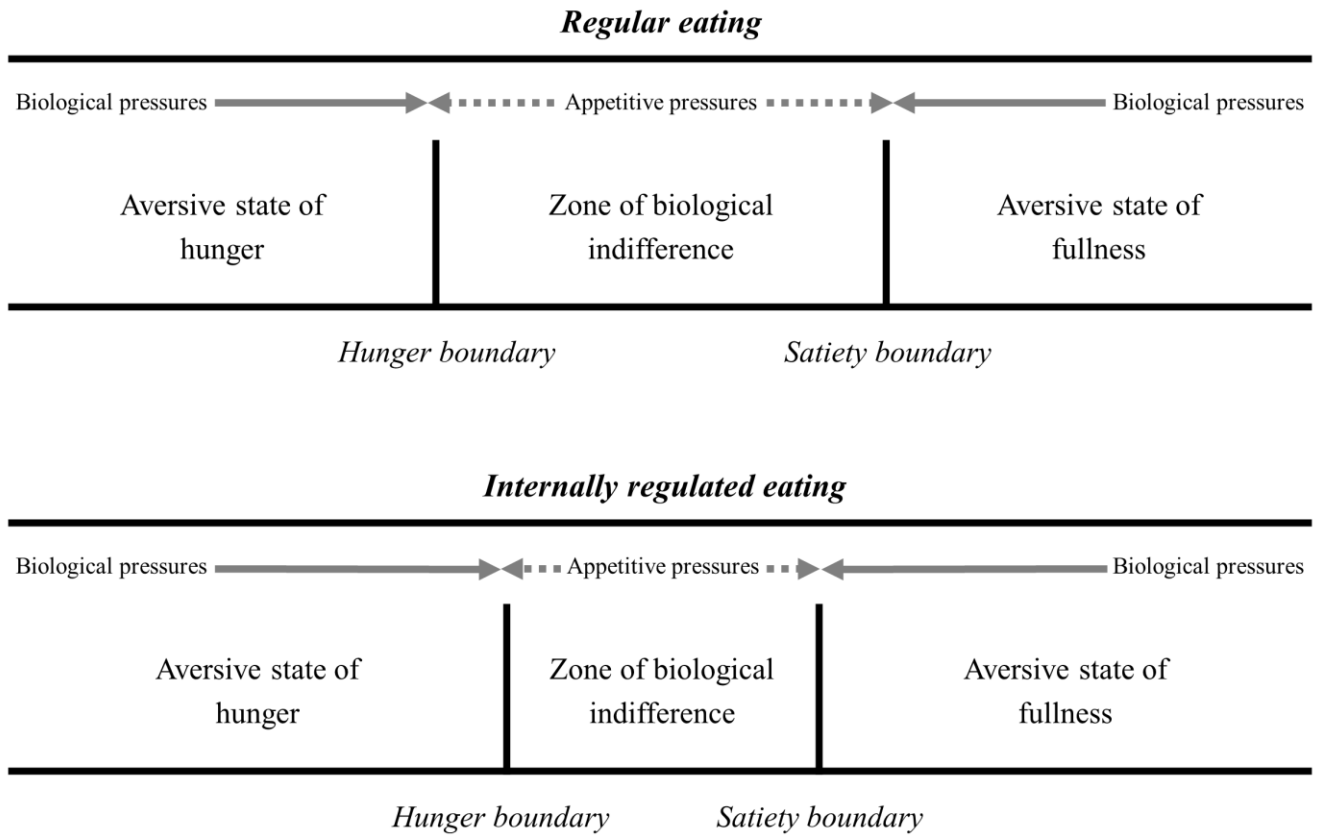 Regular eating
Biological pressures Appetitive pressures Biological pressures
Aversive state of Zone of biological Aversive state of
hunger indifference fullness
Hunger boundary Satiety boundary
Internally regulated eating
Biological pressures Appetitive pressures Biological pressures
Aversive state of Zone of biological Aversive state of
hunger indifference fullness
Hunger boundary Satiety boundary